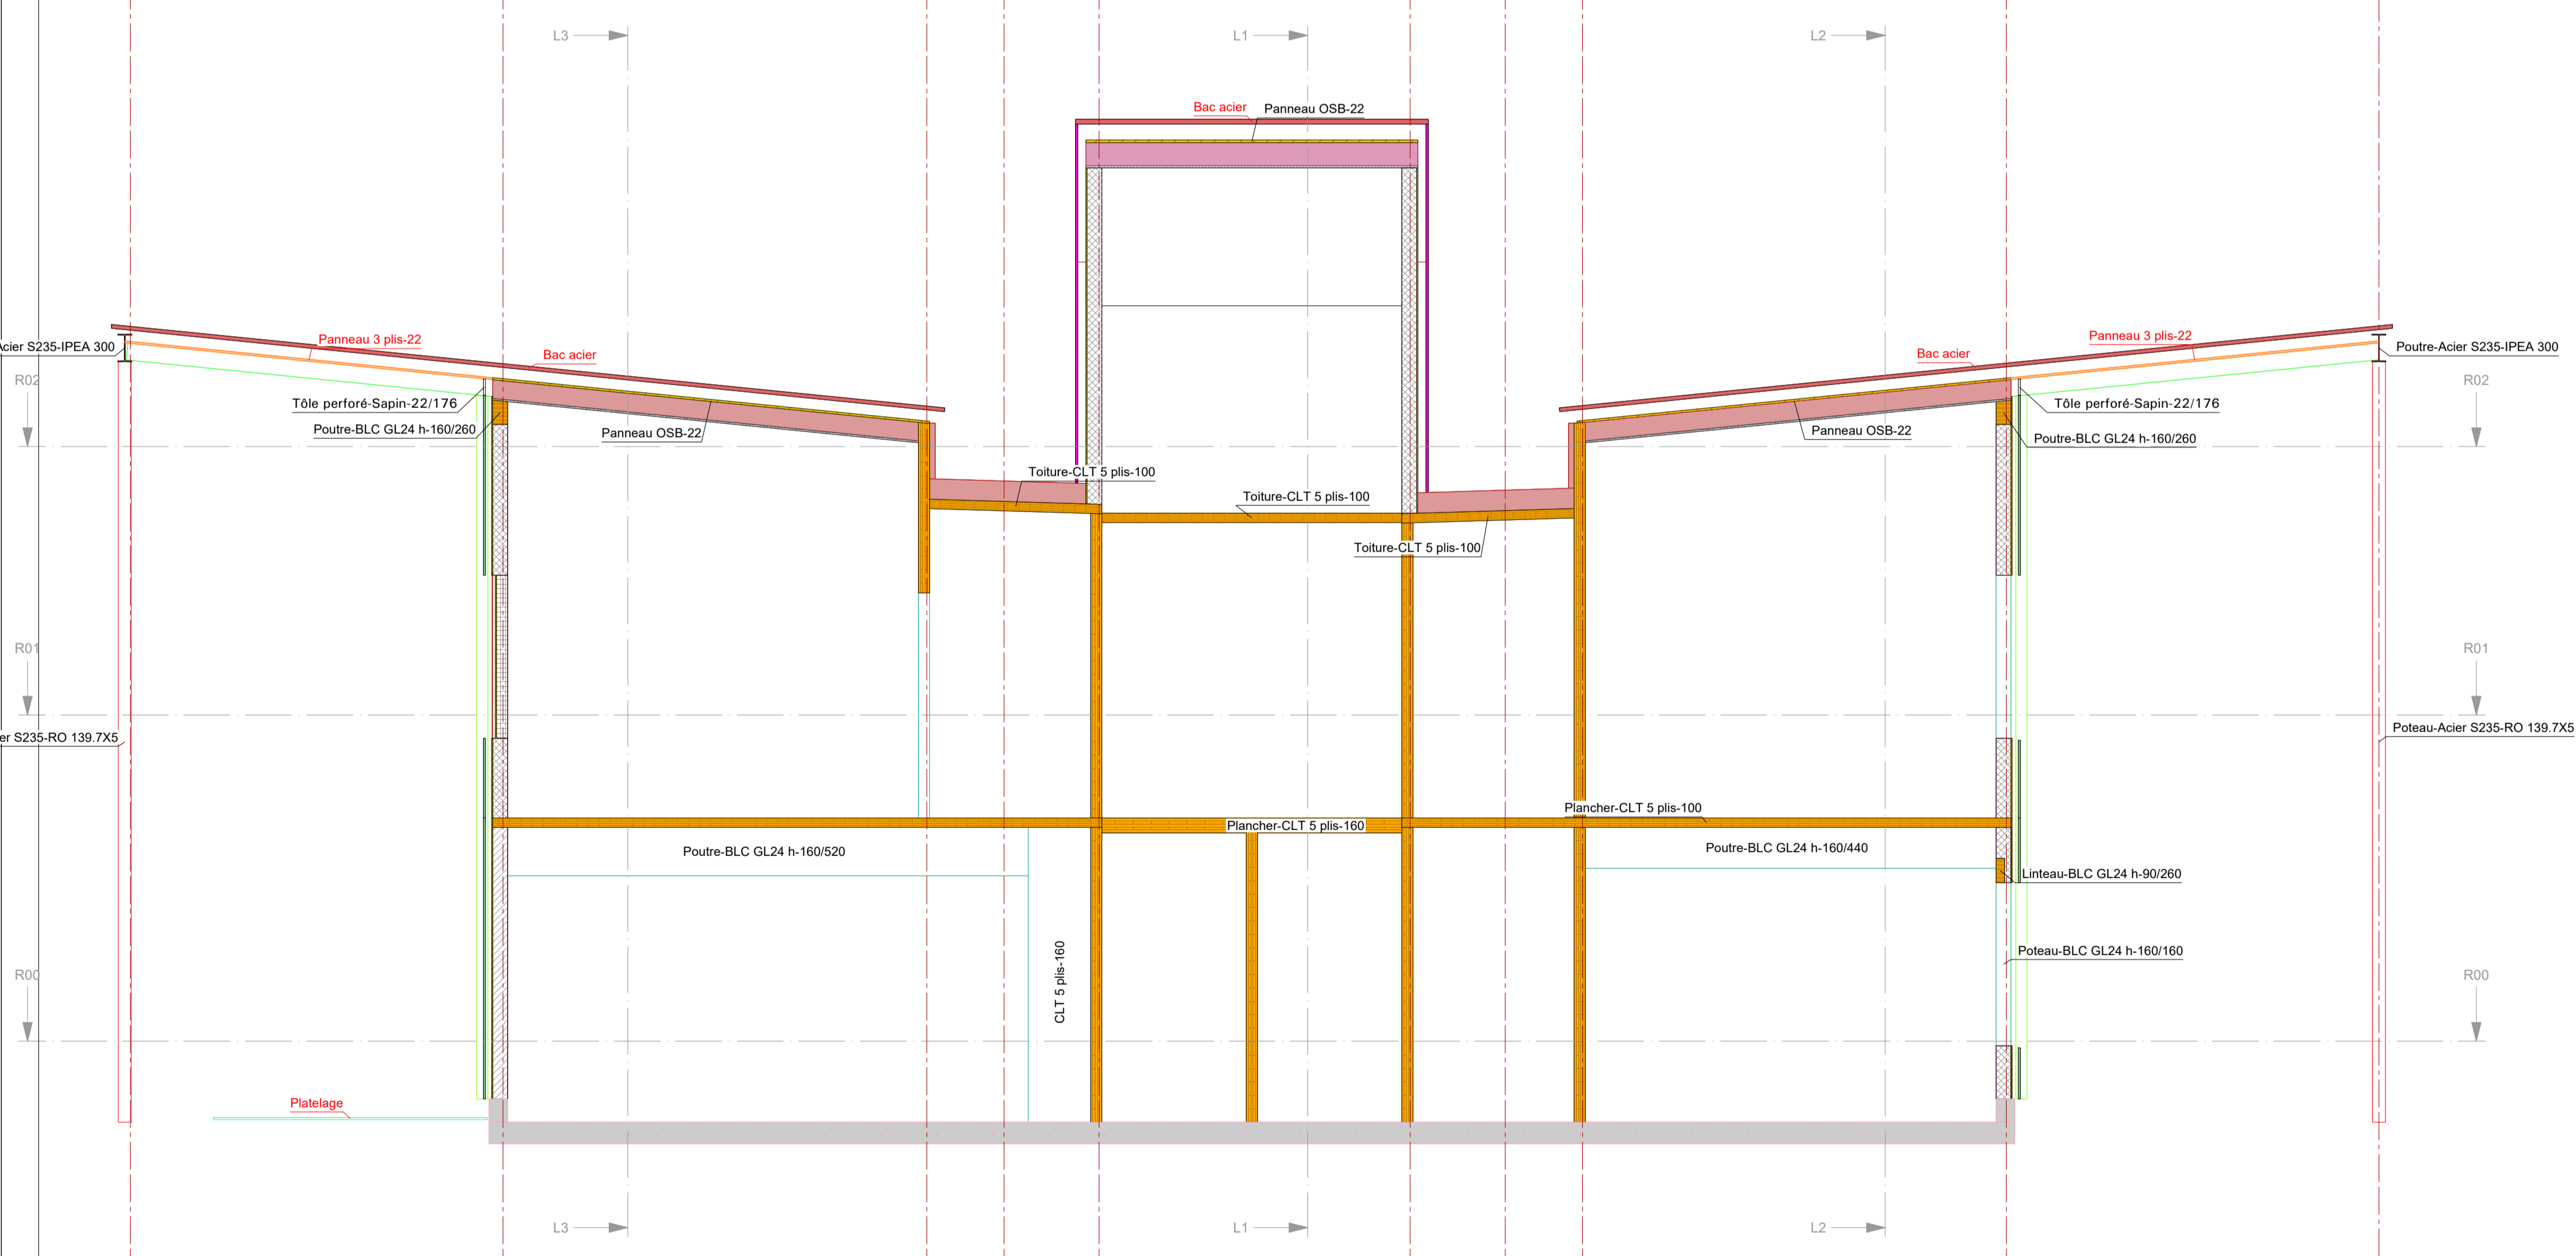 L3
L1
L2
Bac acier
Panneau OSB-22
Panneau 3 plis-22
Bac acier
Acier S235-IPEA 300
R02
Tôle perforé-Sapin-22/176
Poutre-BLC GL24 h-160/260
Panneau OSB-22
Toiture-CLT 5 plis-100
Toiture-CLT 5 plis-100
Toiture-CLT 5 plis-100
Panneau 3 plis-22
Bac acier
Poutre-Acier S235-IPEA 300
R02
Tôle perforé-Sapin-22/176
Panneau OSB-22
Poutre-BLC GL24 h-160/260
R01
R01
er S235-RO 139.7X5
Poteau-Acier S235-RO 139.7X5
Plancher-CLT 5 plis-100
Plancher-CLT 5 plis-160
Poutre-BLC GL24 h-160/520
Poutre-BLC GL24 h-160/440
Linteau-BLC GL24 h-90/260
Poteau-BLC GL24 h-160/160
CLT 5 plis-160
R00
R00
Platelage
L3
L1
L2